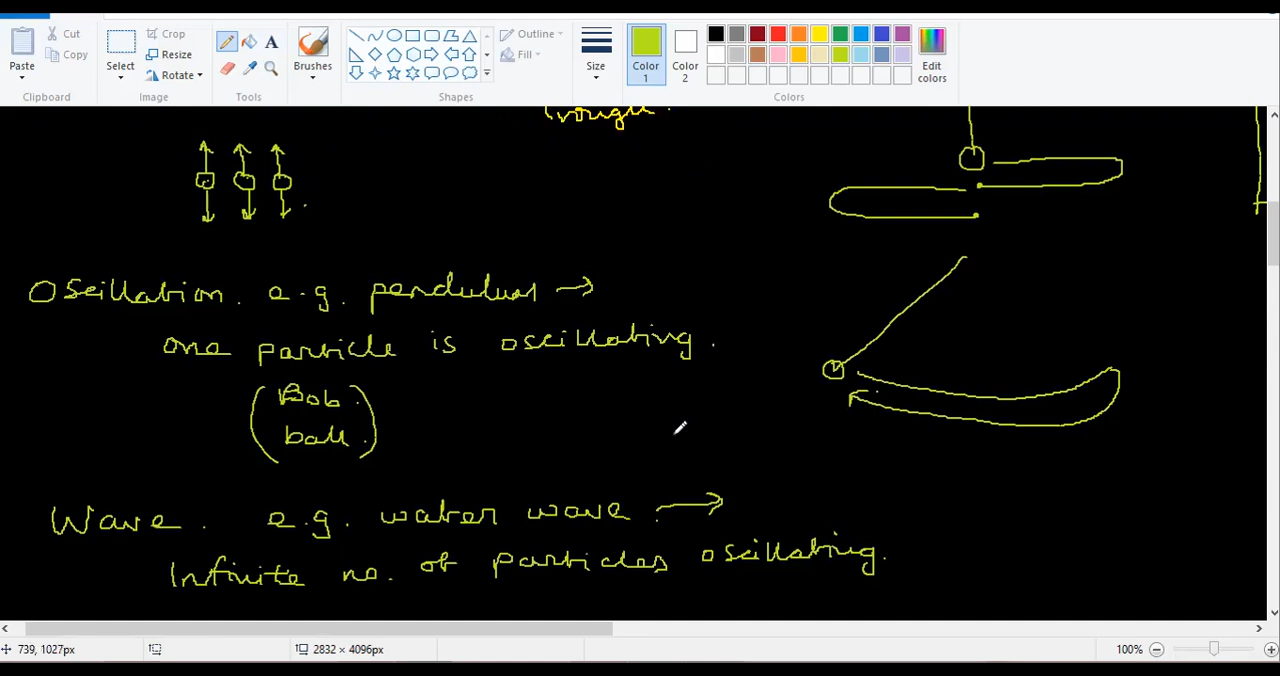 Cut
Copy
Paste
Clipboard
Crop
Resize
Rotate
Select
Image
A
Tools
Brushes
Outline
Fill
Shapes
Size
Color
1
Color
2
Edit
colors
Colors
trough.
Oscillation. e.g. pendulum →
one particle is oscillating.
(Bob.
ball.)
Wave. e.g. water wave. →
Infinite no. of particles oscillating.
739, 1027px
2832 × 4096px
100%